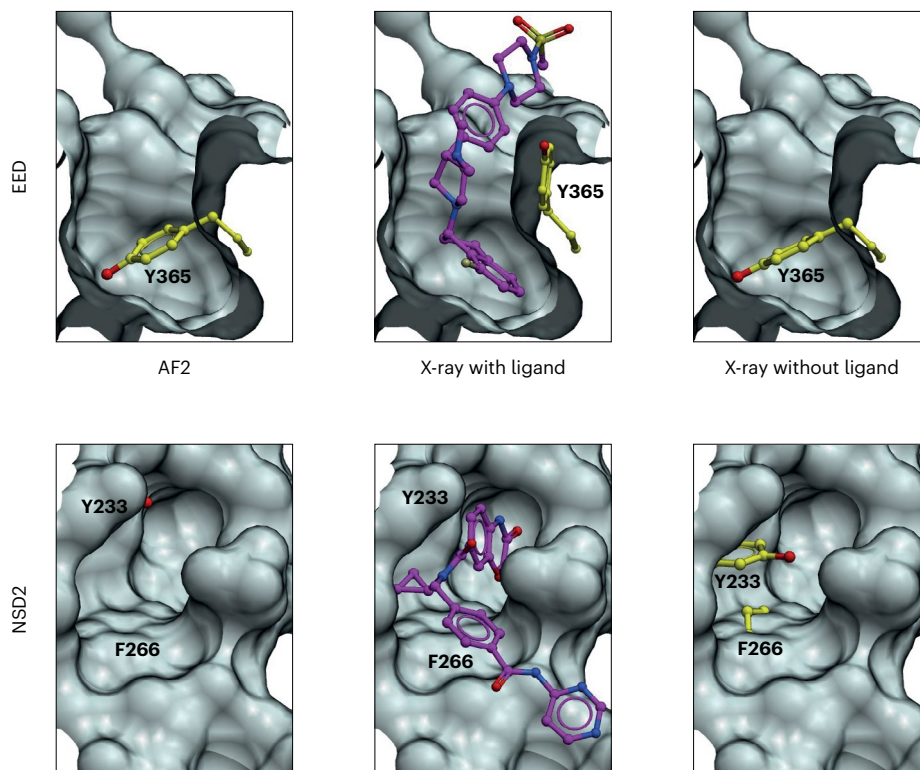 EED
Y365
Y365
Y365
AF2
X-ray with ligand
X-ray without ligand
NSD2
Y233
F266
Y233
F266
Y233
F266